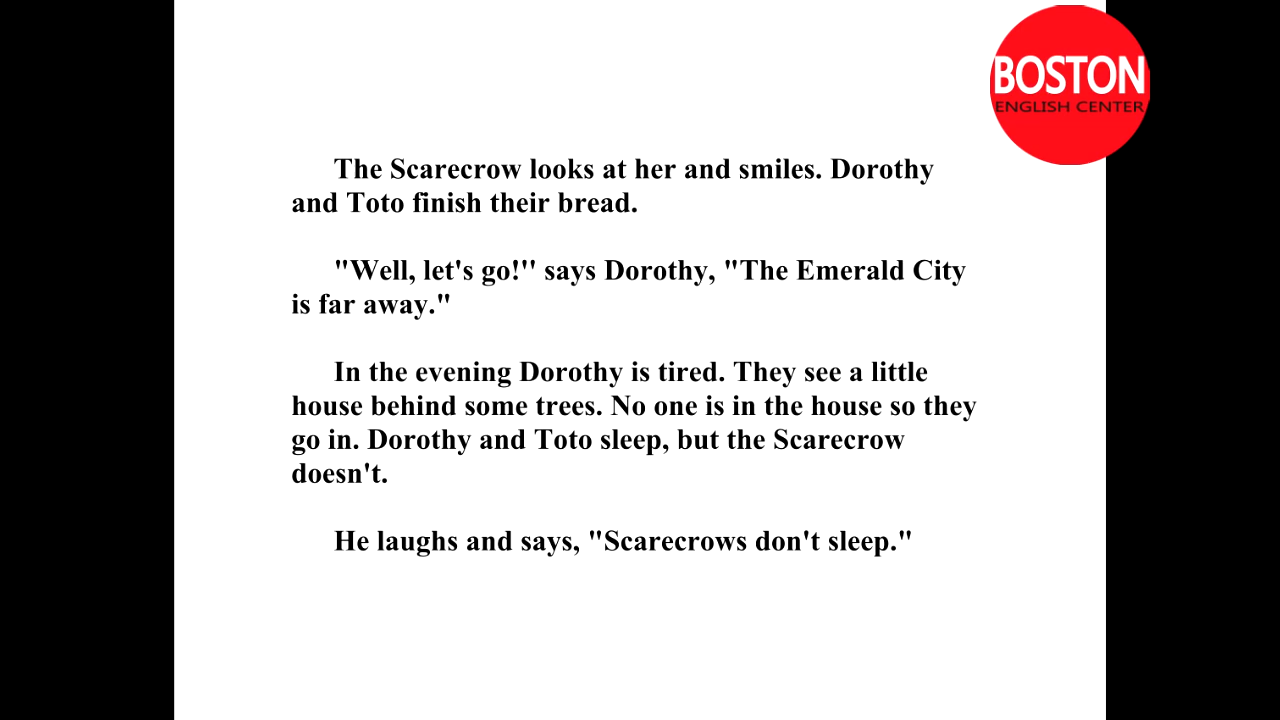 BOSTON
ENGLISH CENTER
The Scarecrow looks at her and smiles. Dorothy
and Toto finish their bread.
"Well, let's go!'' says Dorothy, "The Emerald City
is far away."
In the evening Dorothy is tired. They see a little
house behind some trees. No one is in the house so they
go in. Dorothy and Toto sleep, but the Scarecrow
doesn't.
He laughs and says, "Scarecrows don't sleep."